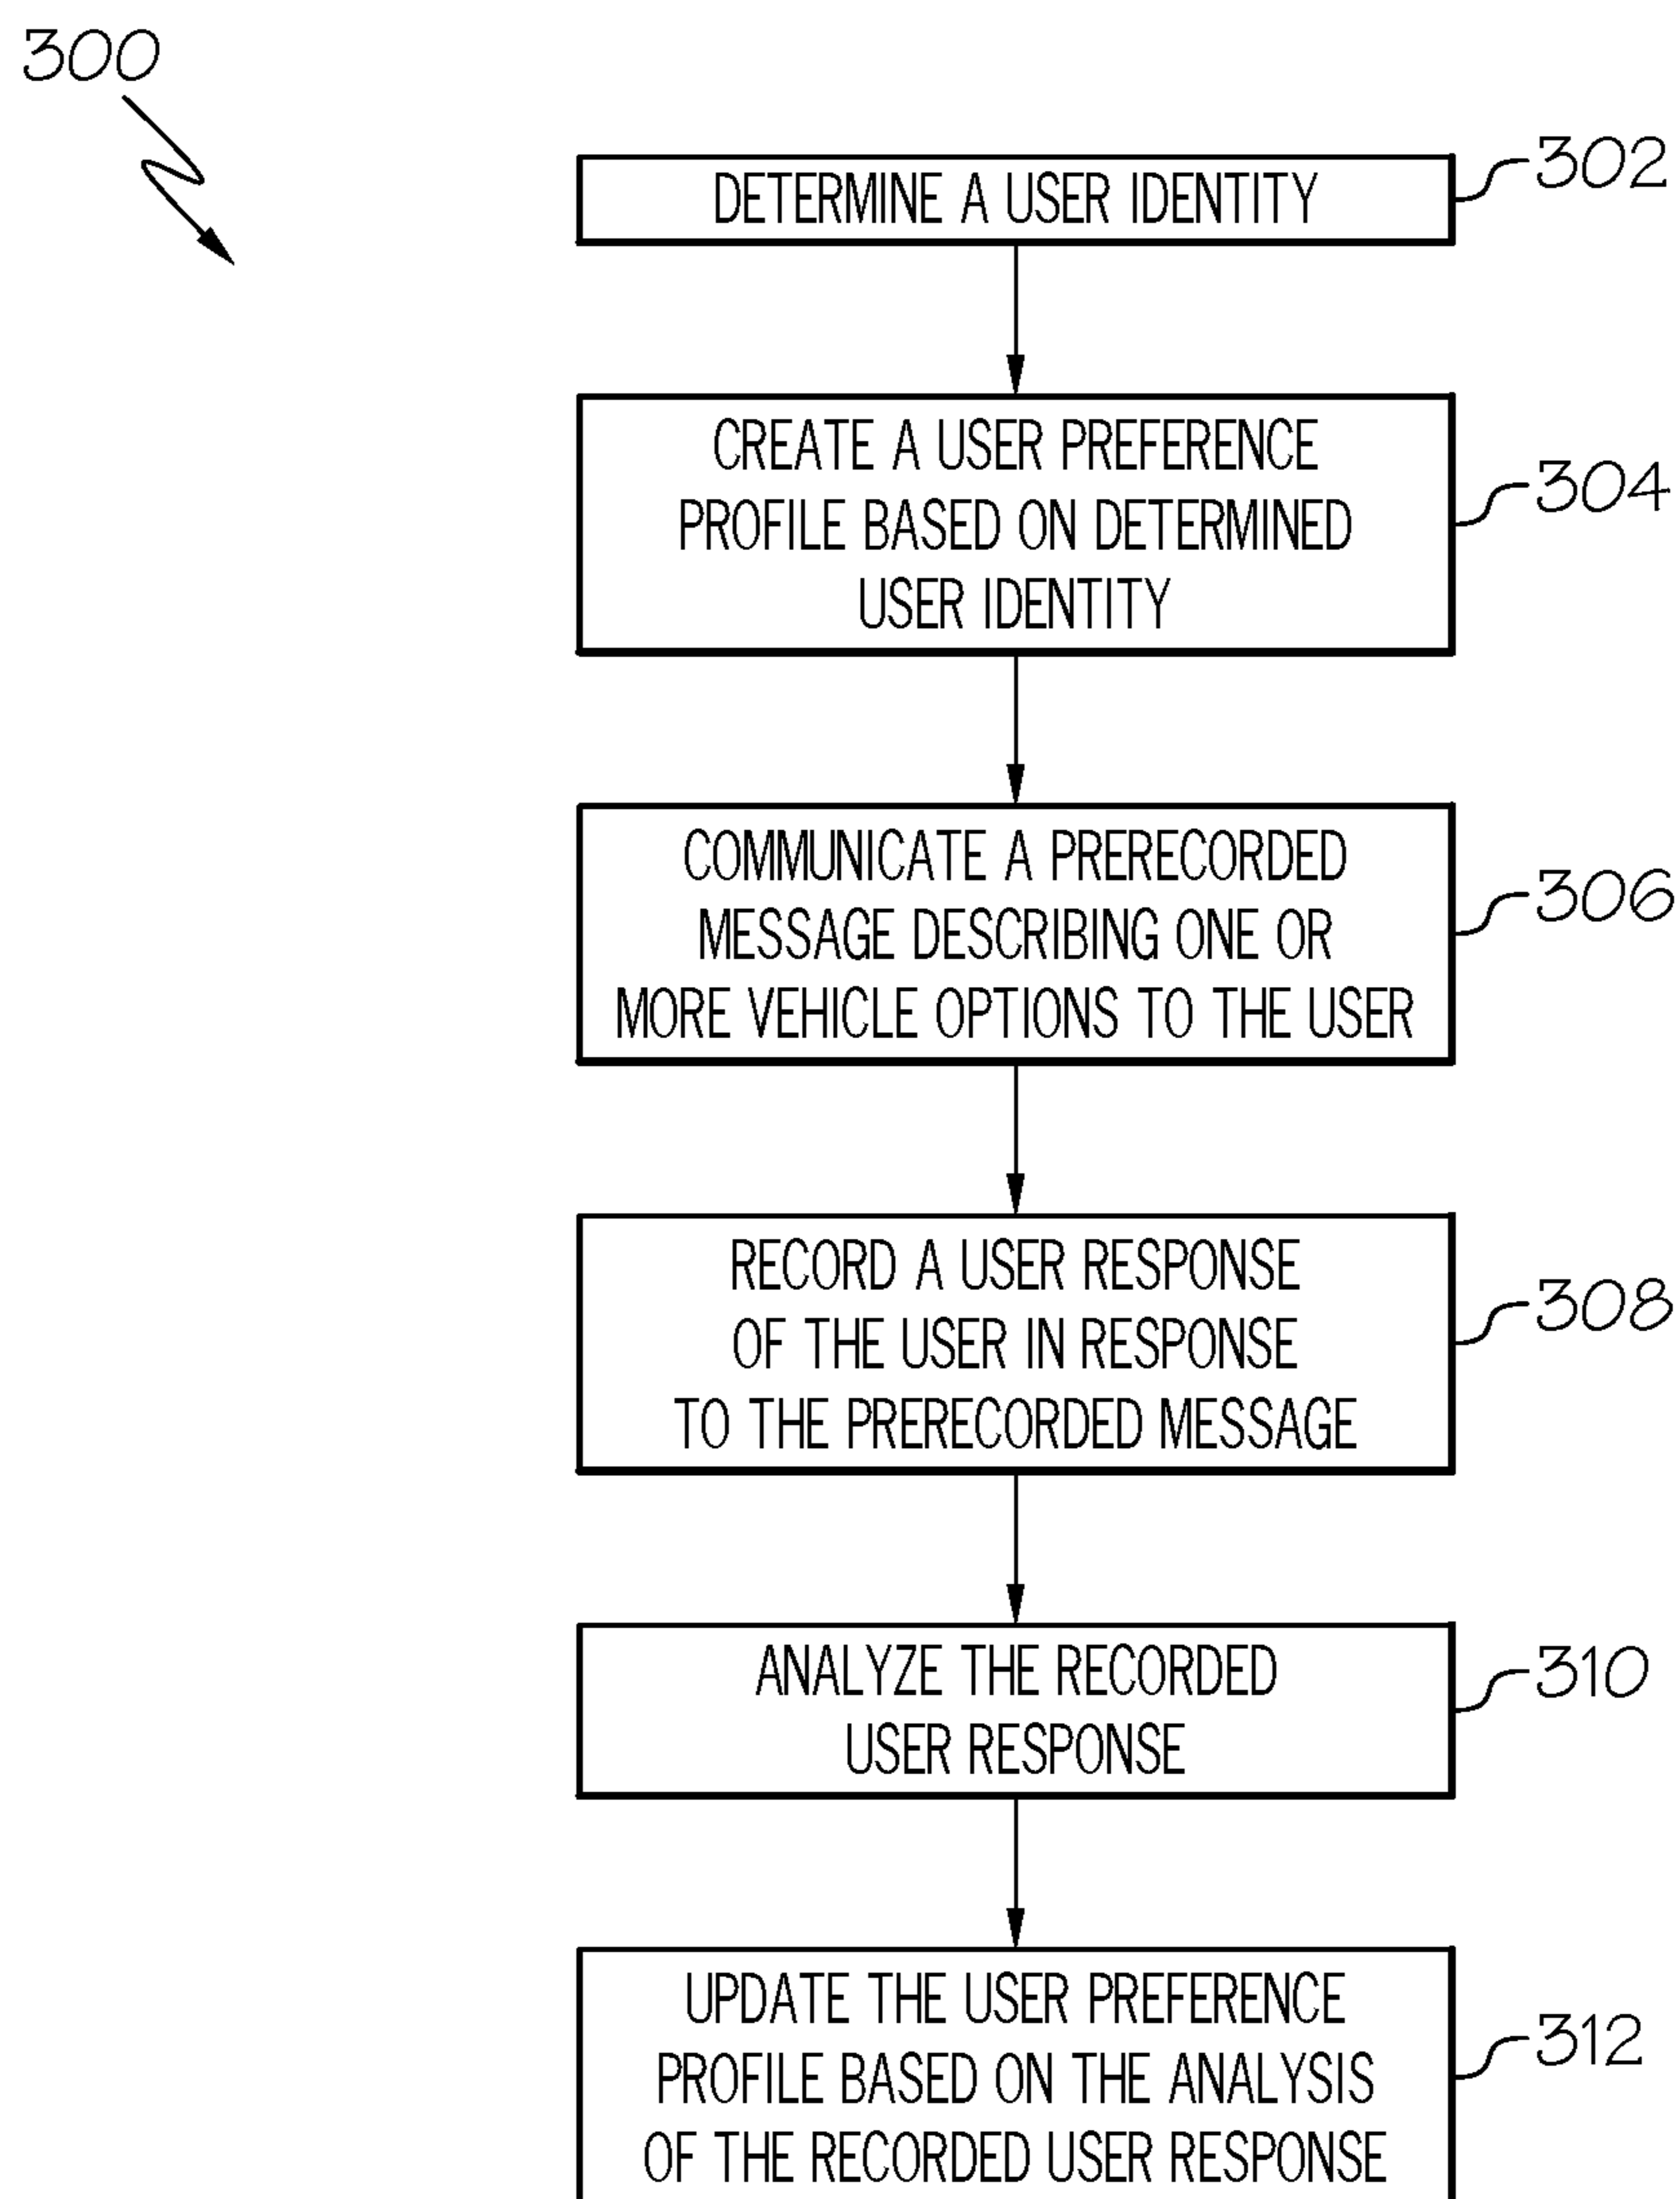 300
DETERMINE A USER IDENTITY
302
CREATE A USER PREFERENCE
PROFILE BASED ON DETERMINED
USER IDENTITY
304
COMMUNICATE A PRERECORDED
MESSAGE DESCRIBING ONE OR
MORE VEHICLE OPTIONS TO THE USER
306
RECORD A USER RESPONSE
OF THE USER IN RESPONSE
TO THE PRERECORDED MESSAGE
308
ANALYZE THE RECORDED
USER RESPONSE
310
UPDATE THE USER PREFERENCE
PROFILE BASED ON THE ANALYSIS
OF THE RECORDED USER RESPONSE
312